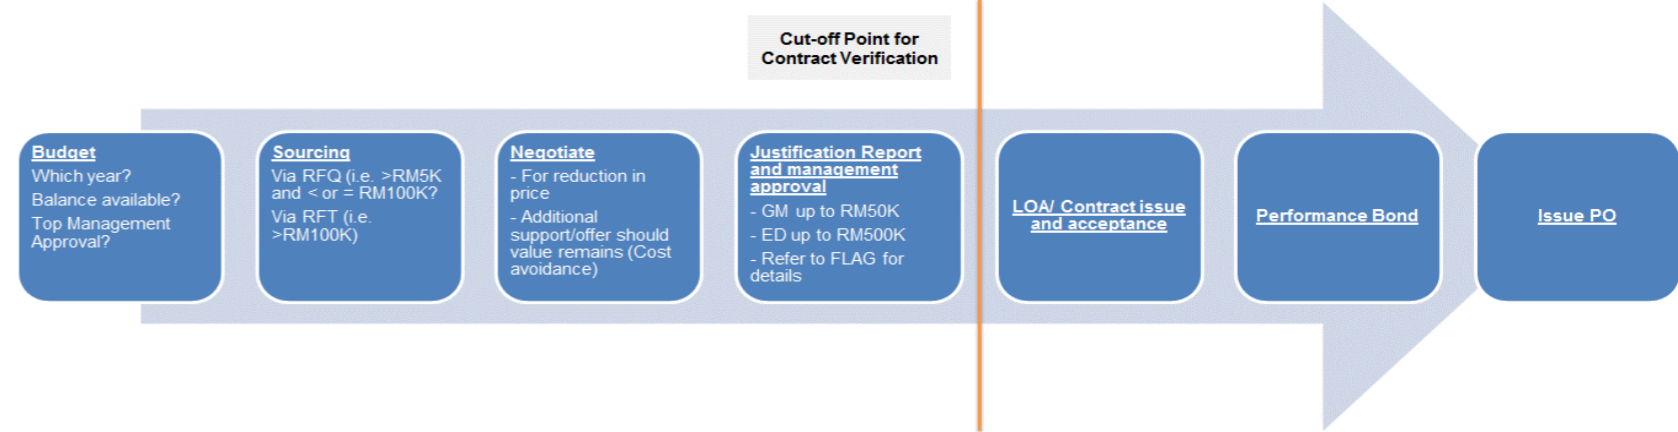 Cut-off Point for
Contract Verification
Budget
Which year?
Balance available?
Top Management
Approval?
Sourcing
Via RFQ (i.e. >RM5K
and < or = RM100K?
Via RFT (i.e.
>RM100K)
Negotiate
- For reduction in
price
- Additional
support/offer should
value remains (Cost
avoidance)
Justification Report
and management
approval
- GM up to RM50K
- ED up to RM500K
- Refer to FLAG for
details
LOA/ Contract issue
and acceptance
Performance Bond
Issue PO